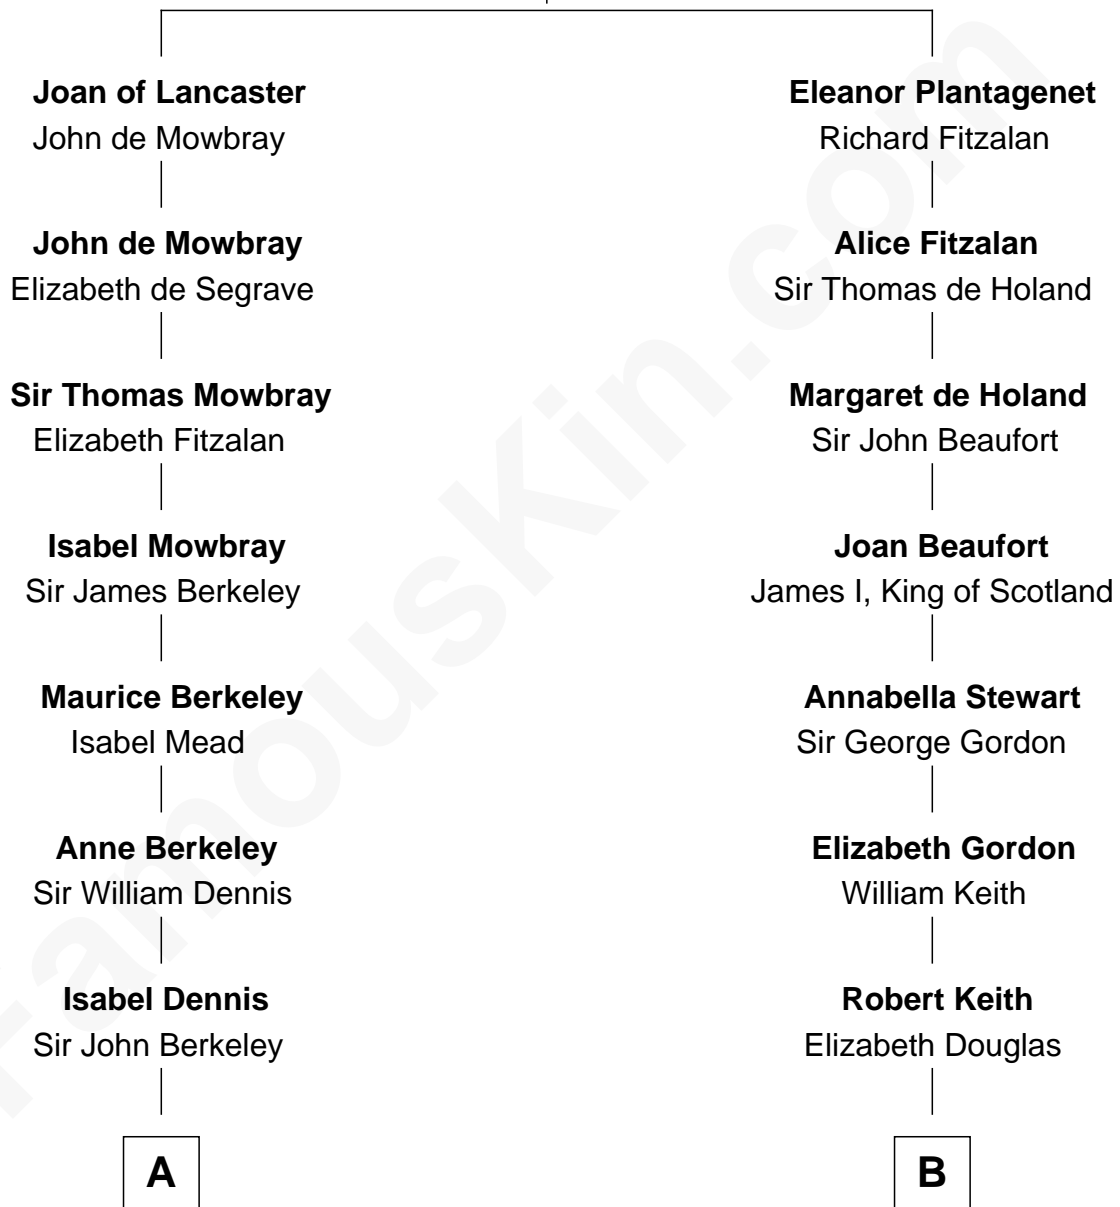 Joan of Lancaster
John de Mowbray
John de Mowbray
Elizabeth de Segrave
Sir Thomas Mowbray
Elizabeth Fitzalan
Isabel Mowbray
Sir James Berkeley
Maurice Berkeley
Isabel Mead
Anne Berkeley
Sir William Dennis
Isabel Dennis
Sir John Berkeley
A
Eleanor Plantagenet
Richard Fitzalan
Alice Fitzalan
Sir Thomas de Holand
Margaret de Holand
Sir John Beaufort
Joan Beaufort
James I, King of Scotland
Annabella Stewart
Sir George Gordon
Elizabeth Gordon
William Keith
Robert Keith
Elizabeth Douglas
B
FamousKin.com